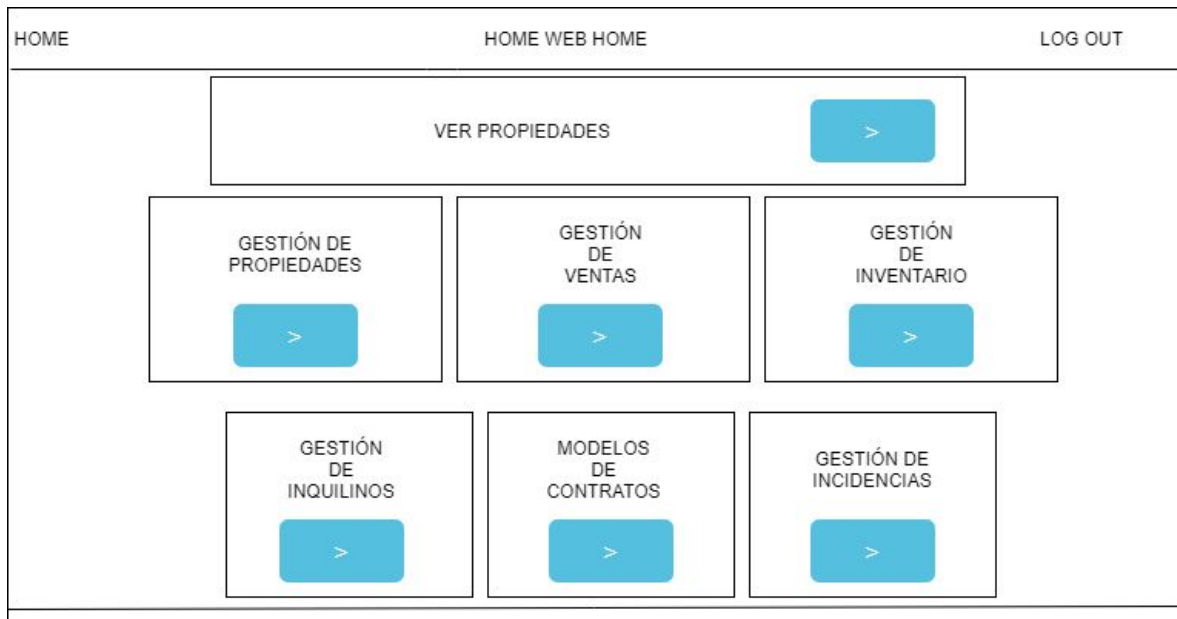 HOME
HOME WEB HOME
LOG OUT
VER PROPIEDADES
>
GESTIÓN DE
PROPIEDADES
>
GESTIÓN
DE
VENTAS
>
GESTIÓN
DE
INVENTARIO
>
GESTIÓN
DE
INQUILINOS
>
MODELOS
DE
CONTRATOS
>
GESTIÓN DE
INCIDENCIAS
>